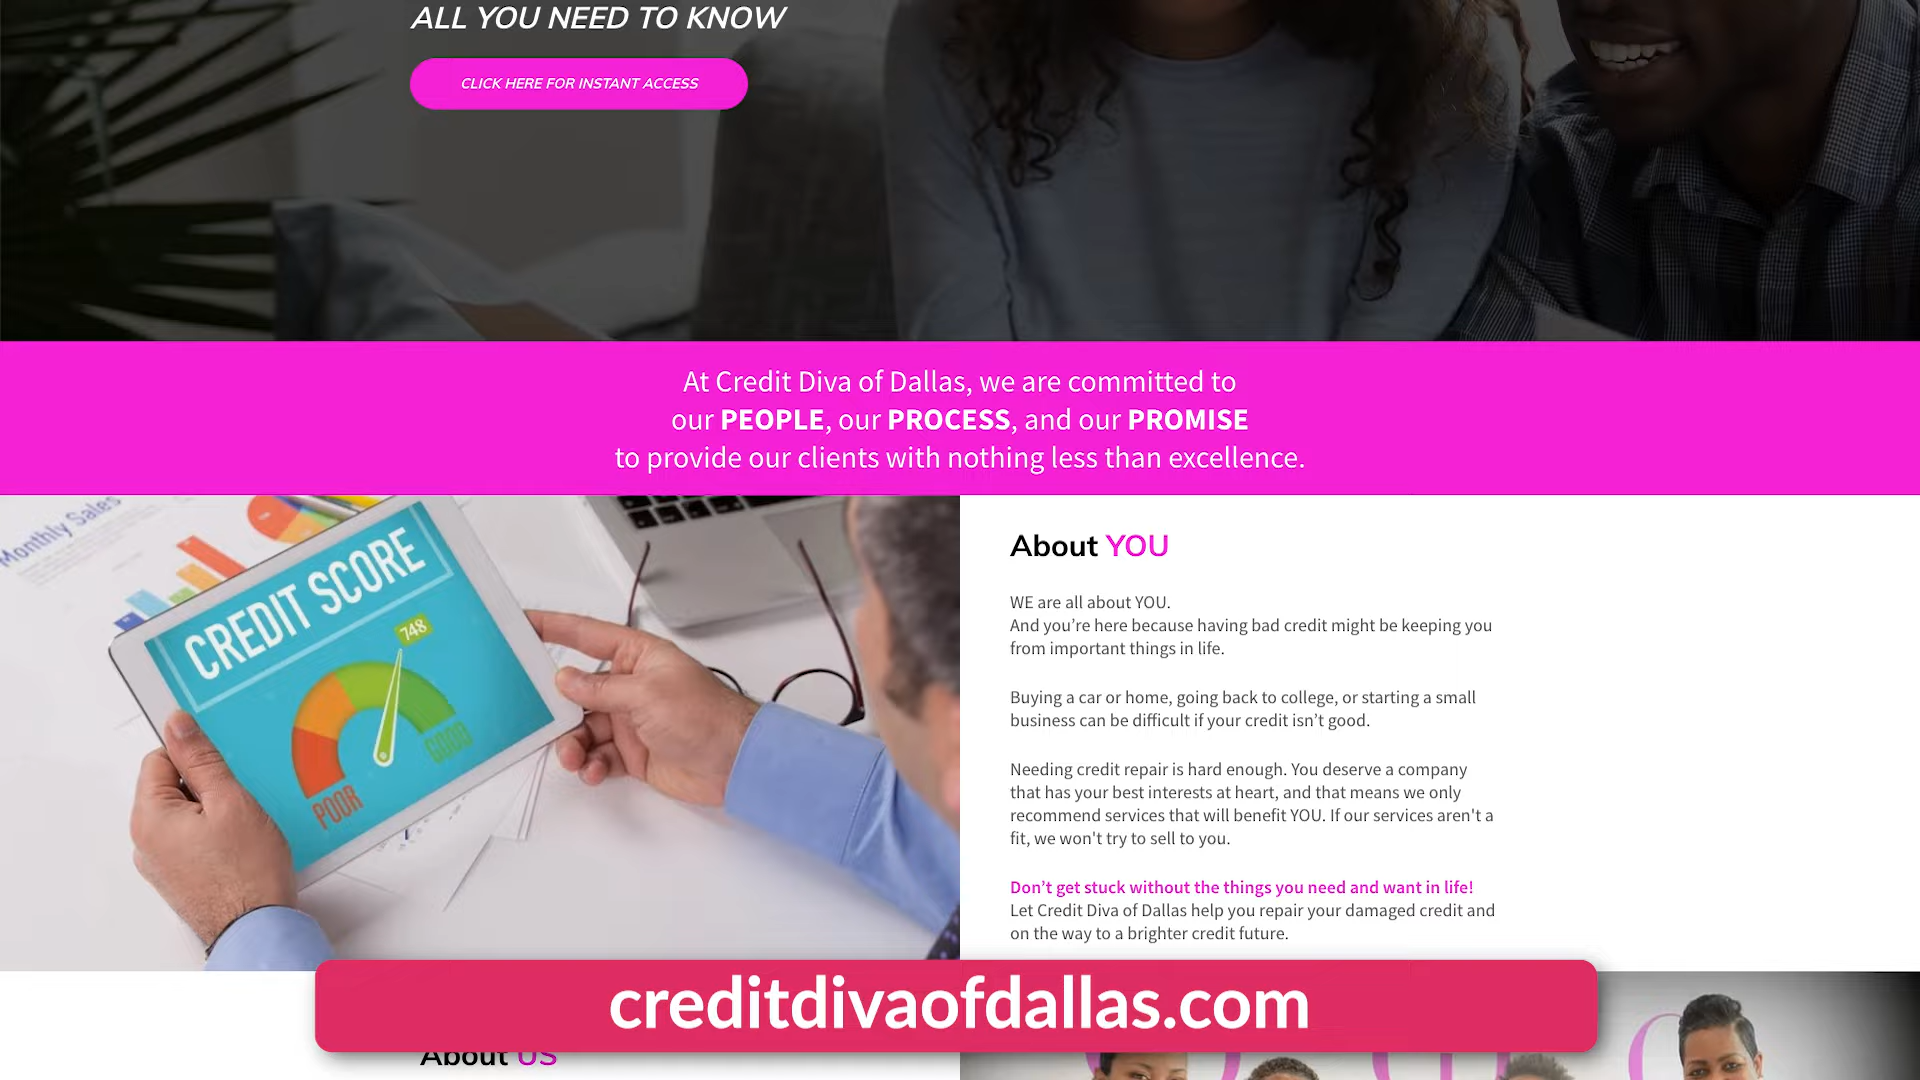 ALL YOU NEED TO KNOW
CLICK HERE FOR INSTANT ACCESS
At Credit Diva of Dallas, we are committed to
our PEOPLE, our PROCESS, and our PROMISE
to provide our clients with nothing less than excellence.
Monthly Sales
CREDIT SCORE
748
POOR
GOOD
About YOU
WE are all about YOU.
And you’re here because having bad credit might be keeping you
from important things in life.
Buying a car or home, going back to college, or starting a small
business can be difficult if your credit isn’t good.
Needing credit repair is hard enough. You deserve a company
that has your best interests at heart, and that means we only
recommend services that will benefit YOU. If our services aren't a
fit, we won't try to sell to you.
Don’t get stuck without the things you need and want in life!
Let Credit Diva of Dallas help you repair your damaged credit and
on the way to a brighter credit future.
creditdivaofdallas.com
About US